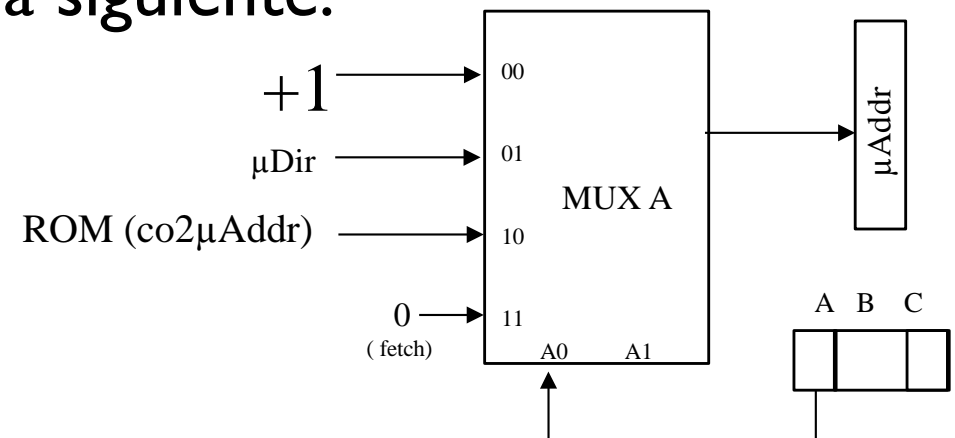 a siguiente:
+1
00
µDir
01
MUX A
µAddr
ROM (co2µAddr)
10
A B C
0
11
( fetch)
A0 A1